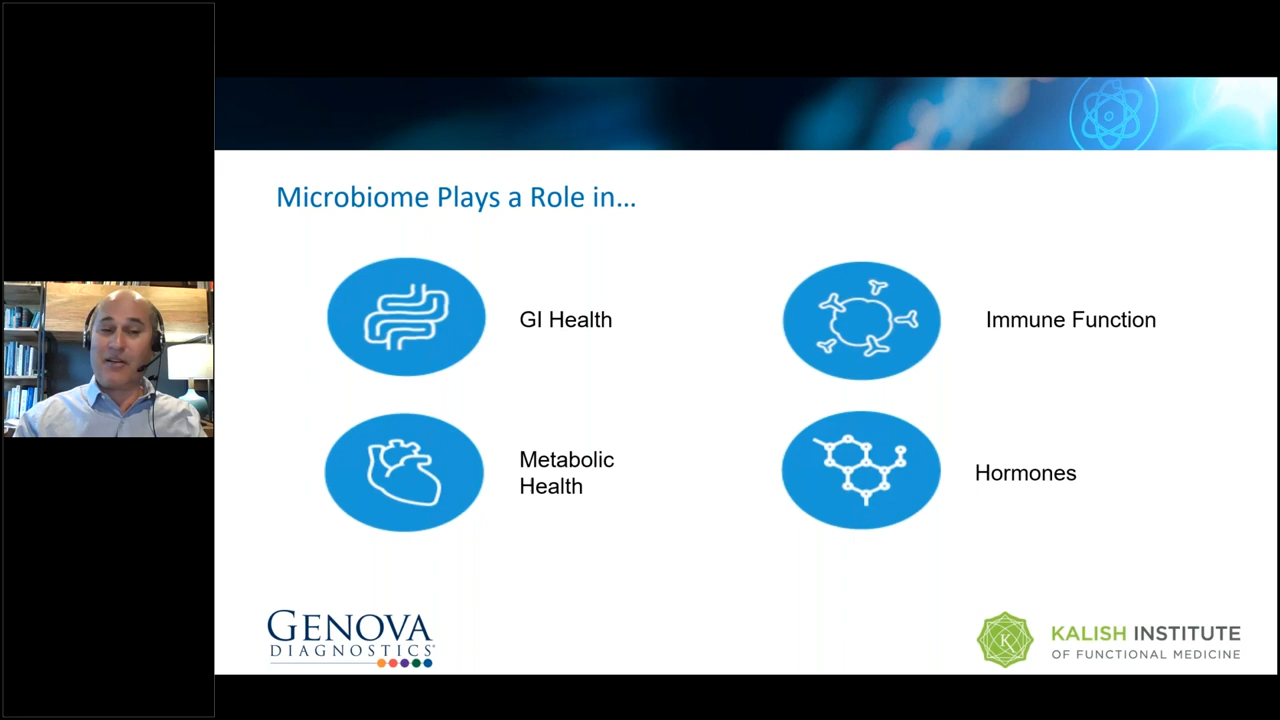 Microbiome Plays a Role in...
GI Health
Immune Function
Metabolic
Health
Hormones
GENOVA
DIAGNOSTICS
K
KALISH INSTITUTE
OF FUNCTIONAL MEDICINE